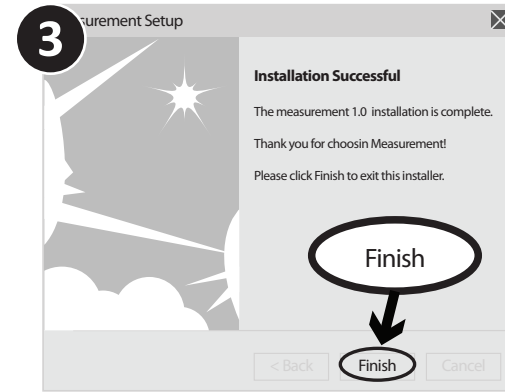 3
surement Setup
Installation Successful
The measurement 1.0 installation is complete.
Thank you for choosin Measurement!
Please click Finish to exit this installer.
Finish
< Back Finish Cancel